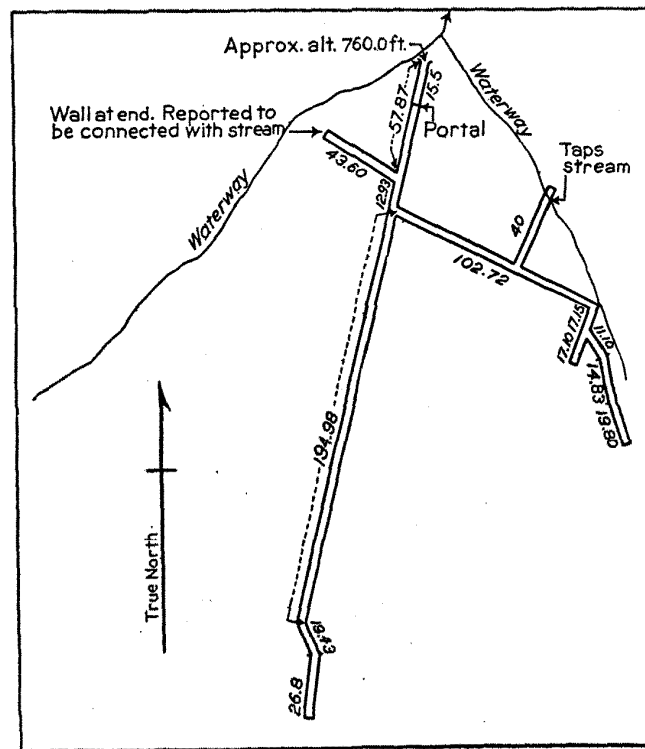 Approx. alt. 760.0ft.
57.87
15.5
Portal
Wall at end. Reported to
be connected with stream
43.60
12.93
Waterway
Waterway
Taps
stream
40
102.72
17.10 17.15
11.10
14.83
19.80
194.98
True North
18.43
26.8